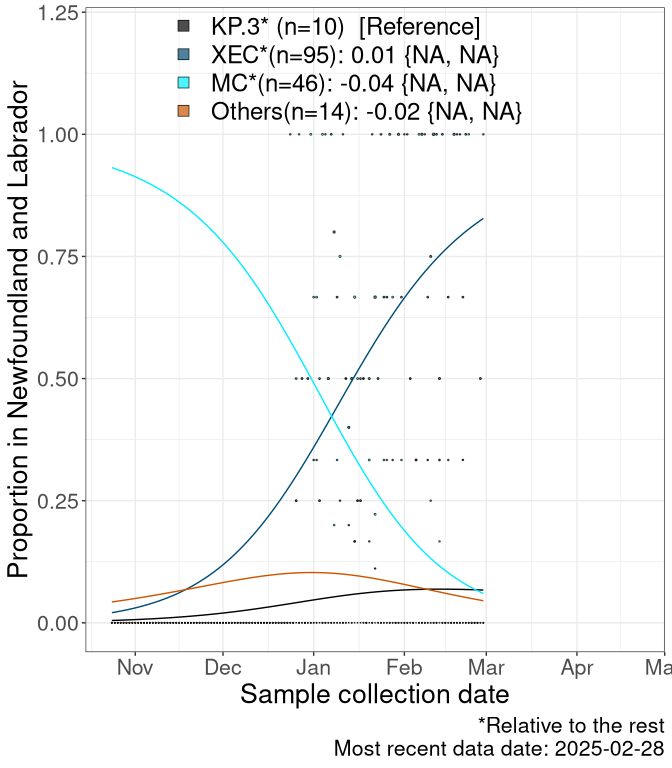 KP.3* (n=10)  [Reference]
XEC*(n=95): 0.01 {NA, NA}
MC*(n=46): -0.04 {NA, NA}
Others(n=14): -0.02 {NA, NA}
Proportion in Newfoundland and Labrador
1.25
1.00
0.75
0.50
0.25
0.00
Nov Dec Jan Feb Mar Apr Ma
Sample collection date
*Relative to the rest
Most recent data date: 2025-02-28